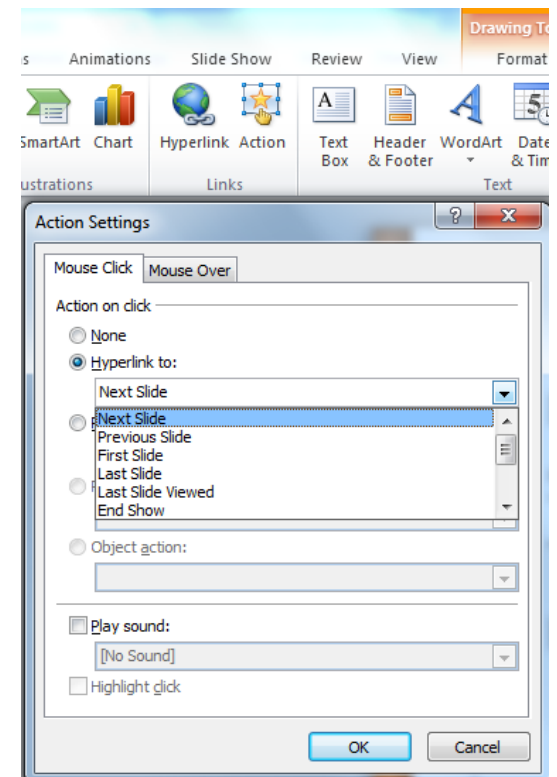 Drawing To
s Animations Slide Show Review View Format
SmartArt Chart Hyperlink Action Text Header WordArt Date
Box & Footer & Tim
ustrations Links Text
Action Settings
Mouse Click Mouse Over
Action on click
None
Hyperlink to:
Next Slide
Next Slide
Previous Slide
First Slide
Last Slide
Last Slide Viewed
End Show
Object action:
Play sound:
[No Sound]
Highlight click
OK Cancel